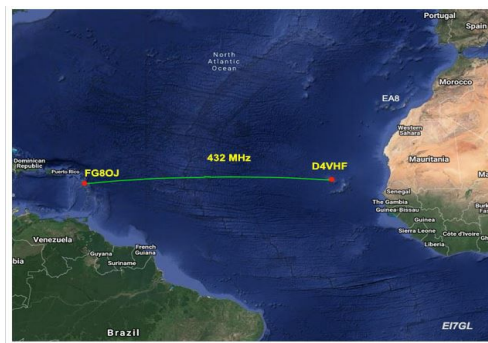 Portugal
Spain
North
Atlantic
Ocean
Morocco
EA8
Western
Sahara
432 MHz
D4VHF
Mauritania
Dominican
Republic
Puerto Rico
FG8OJ
Senegal
The Gambia
Guinea-Bissau
Guinea
Sierra Leone
Côte d'Ivoire
Liberia
Venezuela
Guyana
French
Guiana
Suriname
Brazil
EI7GL